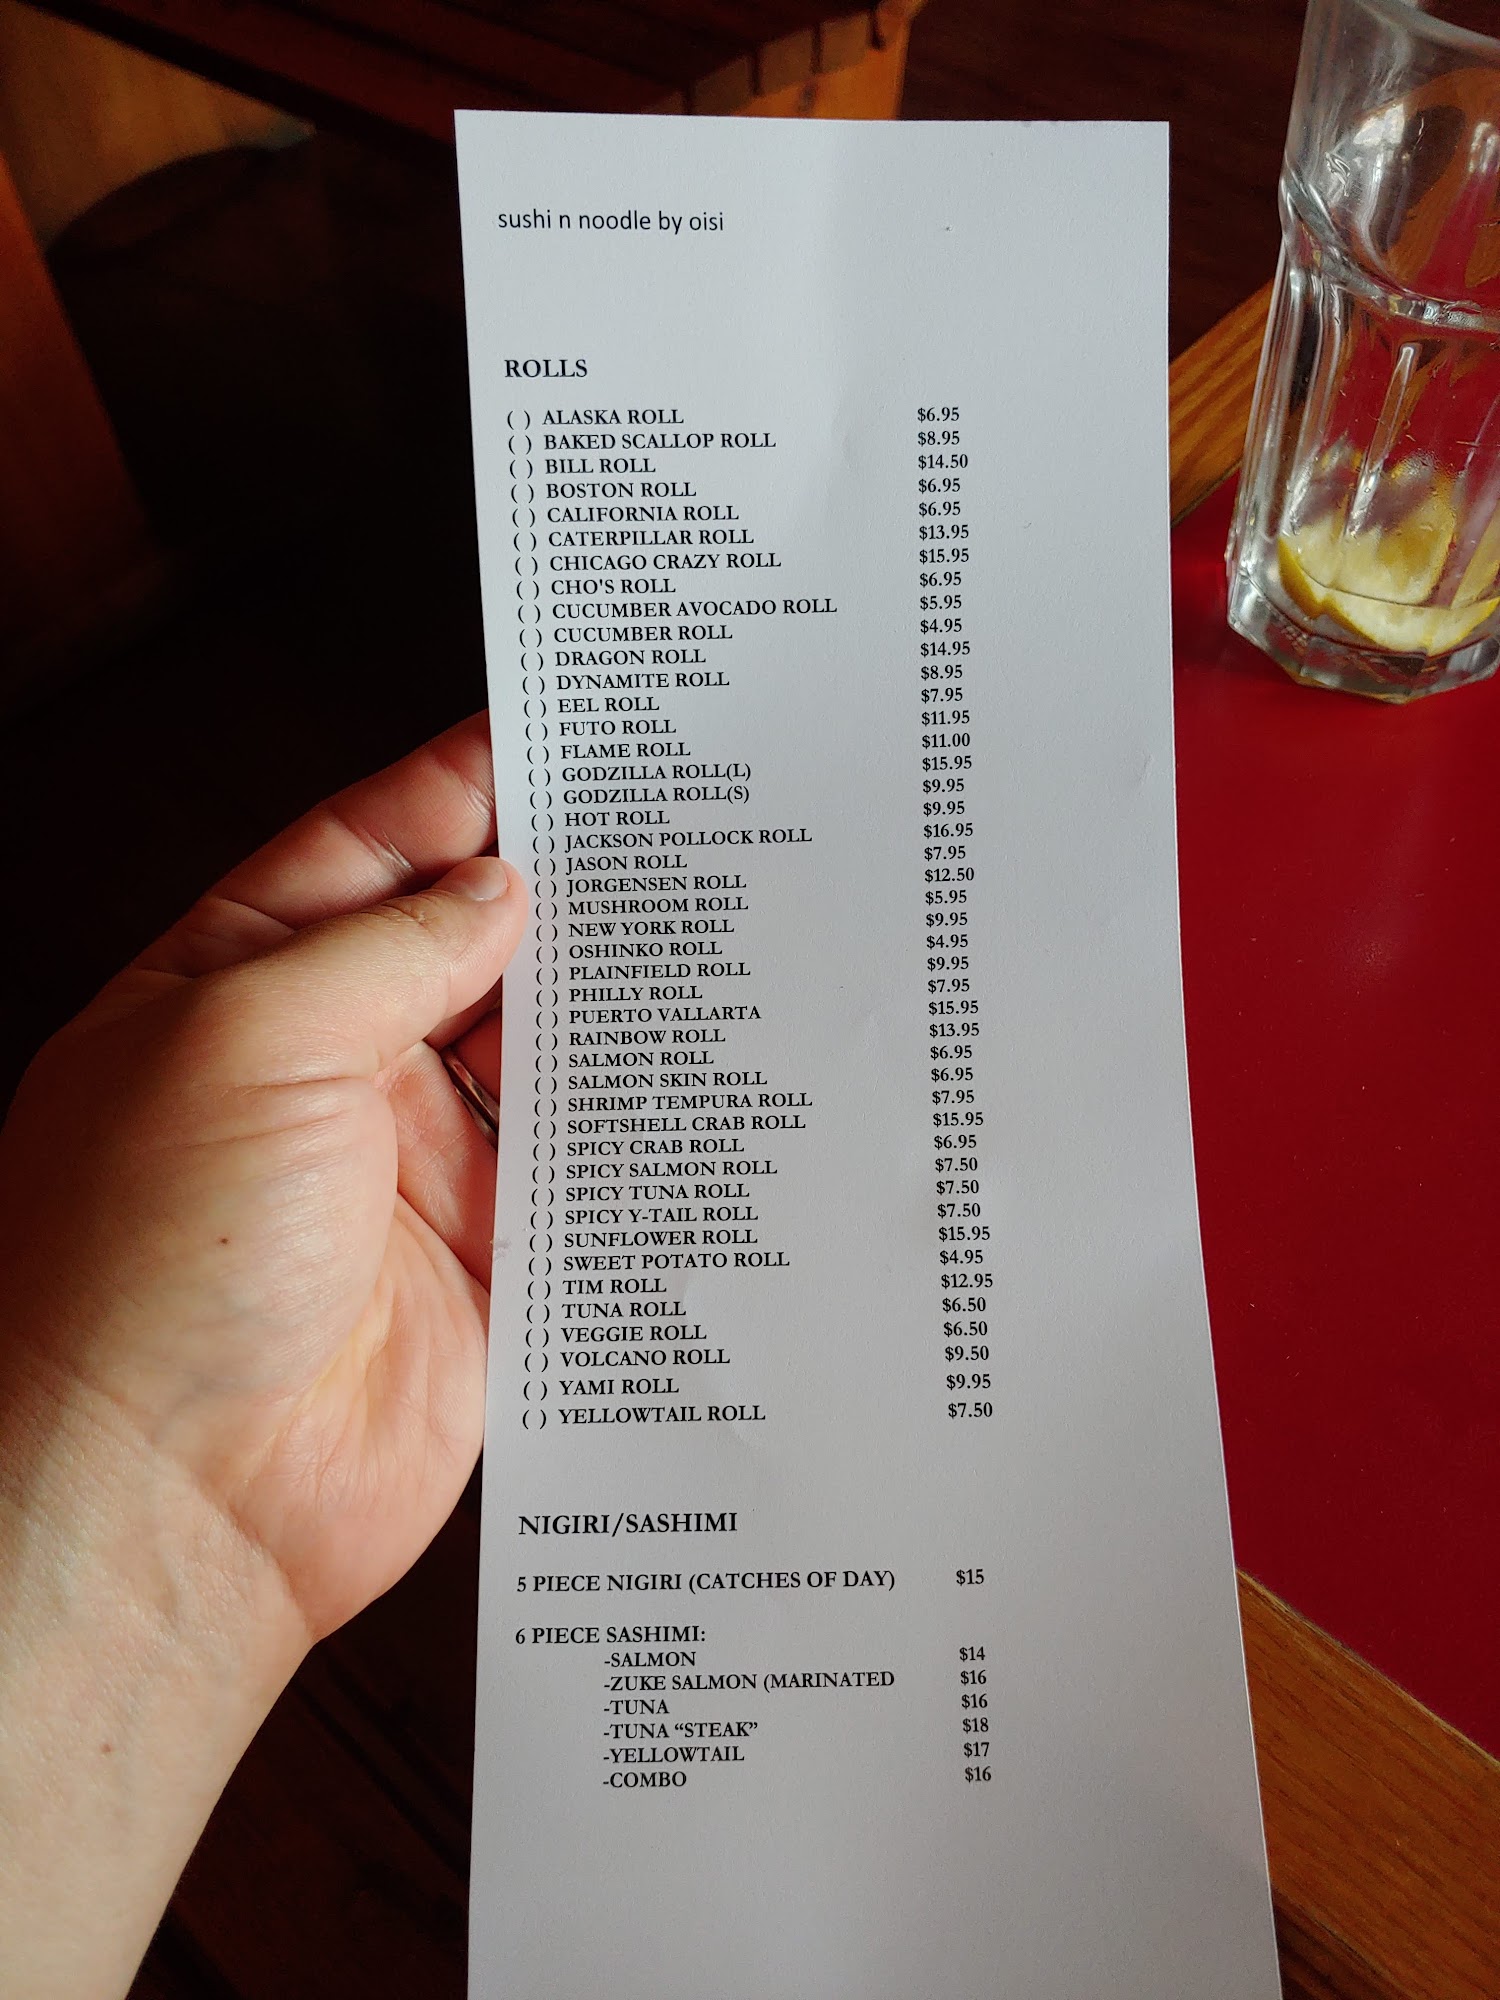 sushi n noodle by oisi
ROLLS
( ) ALASKA ROLL $6.95
( ) BAKED SCALLOP ROLL $8.95
( ) BILL ROLL $14.50
( ) BOSTON ROLL $6.95
( ) CALIFORNIA ROLL $6.95
( ) CATERPILLAR ROLL $13.95
( ) CHICAGO CRAZY ROLL $15.95
( ) CHO'S ROLL $6.95
( ) CUCUMBER AVOCADO ROLL $5.95
( ) CUCUMBER ROLL $4.95
( ) DRAGON ROLL $14.95
( ) DYNAMITE ROLL $8.95
( ) EEL ROLL $7.95
( ) FUTO ROLL $11.95
( ) FLAME ROLL $11.00
( ) GODZILLA ROLL(L) $15.95
( ) GODZILLA ROLL(S) $9.95
( ) HOT ROLL $9.95
( ) JACKSON POLLOCK ROLL $16.95
( ) JASON ROLL $7.95
( ) JORGENSEN ROLL $12.50
( ) MUSHROOM ROLL $5.95
( ) NEW YORK ROLL $9.95
( ) OSHINKO ROLL $4.95
( ) PLAINFIELD ROLL $9.95
( ) PHILLY ROLL $7.95
( ) PUERTO VALLARTA $15.95
( ) RAINBOW ROLL $13.95
( ) SALMON ROLL $6.95
( ) SALMON SKIN ROLL $6.95
( ) SHRIMP TEMPURA ROLL $7.95
( ) SOFTSHELL CRAB ROLL $15.95
( ) SPICY CRAB ROLL $6.95
( ) SPICY SALMON ROLL $7.50
( ) SPICY TUNA ROLL $7.50
( ) SPICY Y-TAIL ROLL $7.50
( ) SUNFLOWER ROLL $15.95
( ) SWEET POTATO ROLL $4.95
( ) TIM ROLL $12.95
( ) TUNA ROLL $6.50
( ) VEGGIE ROLL $6.50
( ) VOLCANO ROLL $9.50
( ) YAMI ROLL $9.95
( ) YELLOWTAIL ROLL $7.50
NIGIRI/SASHIMI
5 PIECE NIGIRI (CATCHES OF DAY) $15
6 PIECE SASHIMI:
-SALMON $14
-ZUKE SALMON (MARINATED $16
-TUNA $16
-TUNA “STEAK” $18
-YELLOWTAIL $17
-COMBO $16